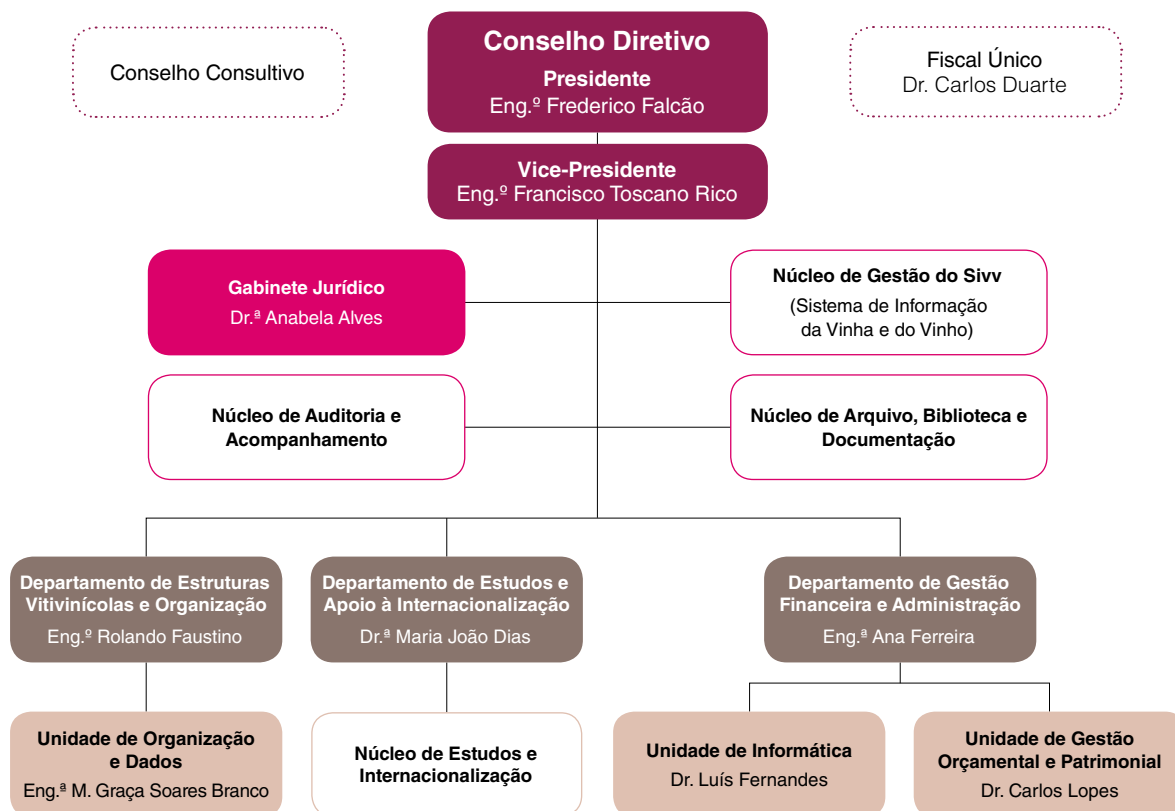 Conselho Consultivo
Conselho Diretivo
Presidente
Eng.º Frederico Falcão
Fiscal Único
Dr. Carlos Duarte
Vice-Presidente
Eng.º Francisco Toscano Rico
Gabinete Jurídico
Dr.ª Anabela Alves
Núcleo de Gestão do Sivv
(Sistema de Informação
da Vinha e do Vinho)
Núcleo de Auditoria e
Acompanhamento
Núcleo de Arquivo, Biblioteca e
Documentação
Departamento de Estruturas
Vitivinícolas e Organização
Eng.º Rolando Faustino
Departamento de Estudos e
Apoio à Internacionalização
Dr.ª Maria João Dias
Departamento de Gestão
Financeira e Administração
Eng.ª Ana Ferreira
Unidade de Organização
e Dados
Eng.ª M. Graça Soares Branco
Núcleo de Estudos e
Internacionalização
Unidade de Informática
Dr. Luís Fernandes
Unidade de Gestão
Orçamental e Patrimonial
Dr. Carlos Lopes